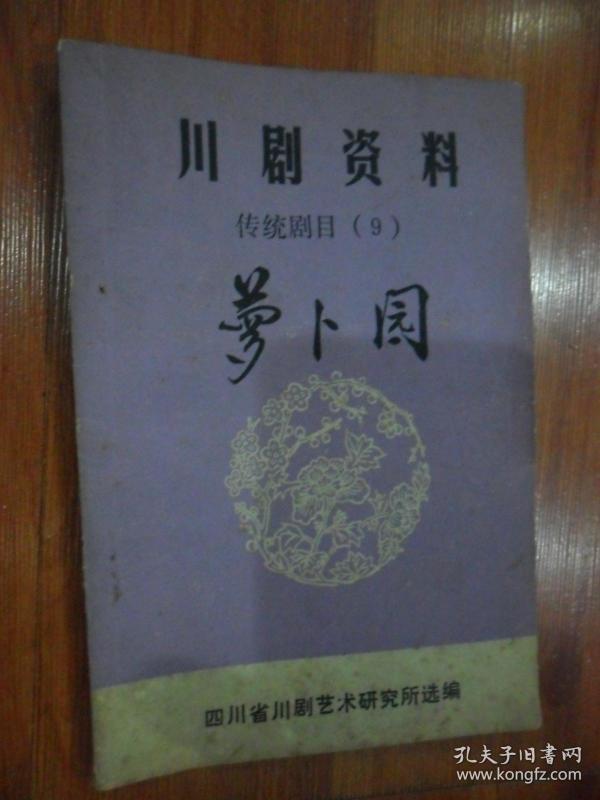 川剧资料
传统剧目（9）
萝卜园
四川省川剧艺术研究所选编
孔夫子旧书网
www.kongfz.com